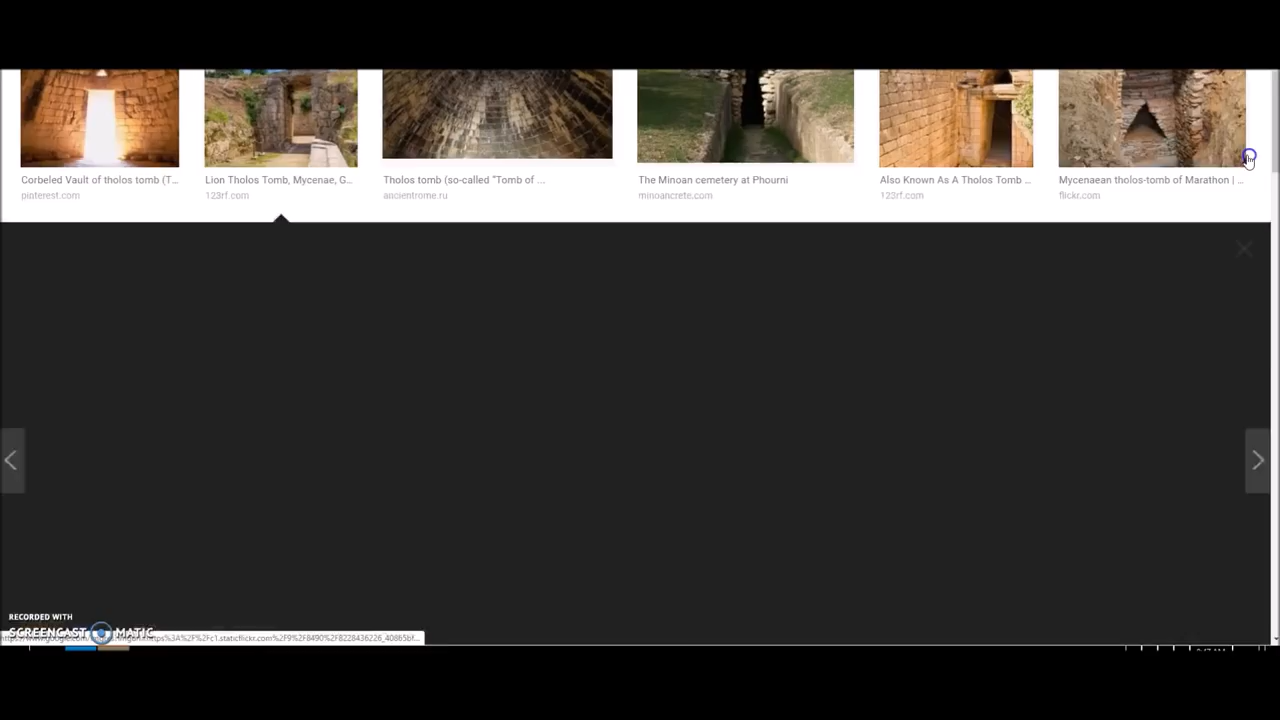 Corbeled Vault of tholos tomb (T...
Lion Tholos Tomb, Mycenae, G...
Tholos tomb (so-called "Tomb of ...
The Minoan cemetery at Phourni
Also Known As A Tholos Tomb ...
Mycenaean tholos-tomb of Marathon | ...
pinterest.com
123rf.com
ancientrome.ru
minoancrete.com
123rf.com
flickr.com
RECORDED WITH
SCREENCAST MATIC